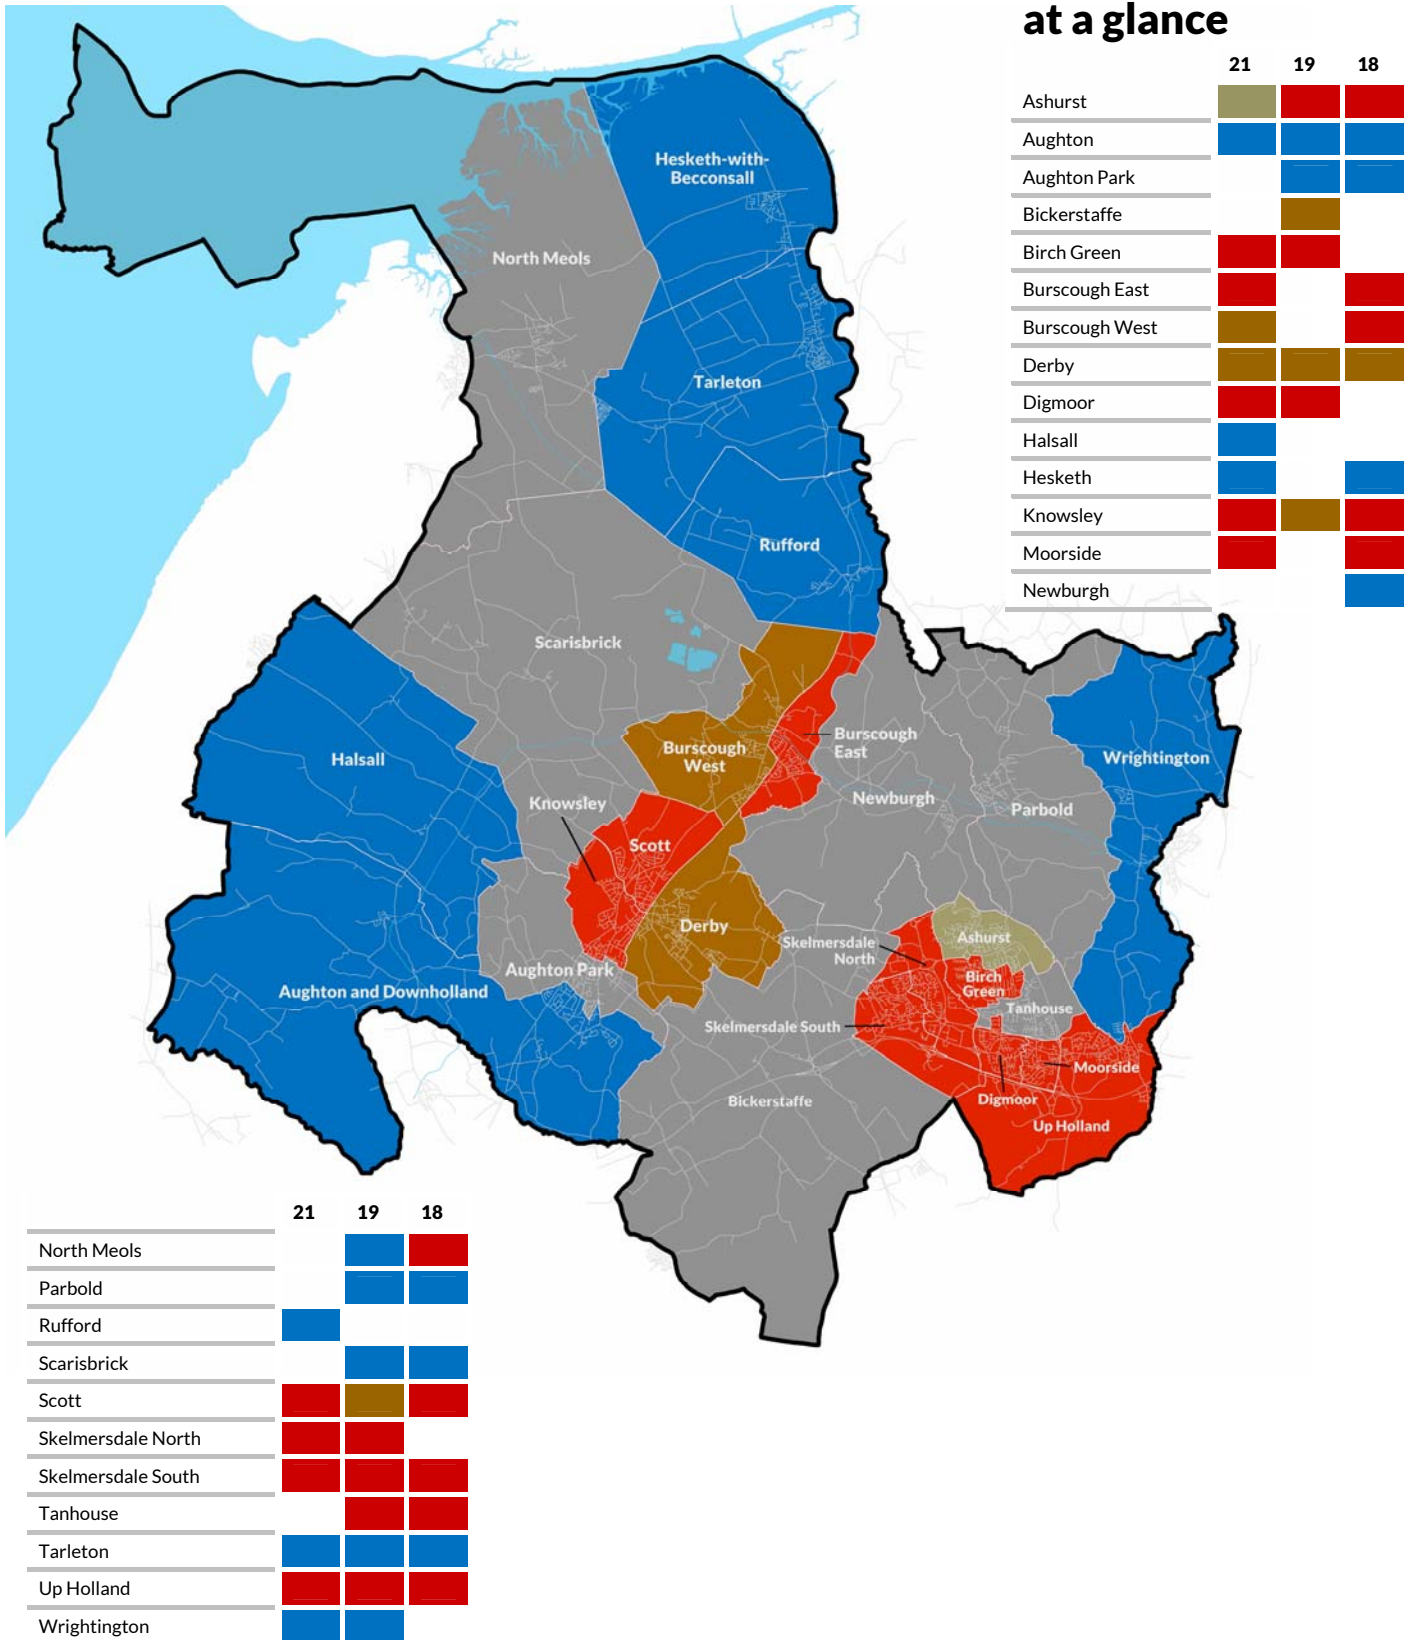 at a glance
21 19 18
Ashurst
Aughton
Aughton Park
Bickerstaffe
Birch Green
Burscough East
Burscough West
Derby
Digmoor
Halsall
Hesketh
Knowsley
Moorside
Newburgh
Hesketh-with-
Becconsall
North Meols
Tarleton
Rufford
Scarisbrick
Halsall
Burscough
West
Burscough
East
Wrightington
Knowsley
Newburgh
Parbold
Scott
Derby
Skelmersdale
North
Ashurst
Aughton Park
Birch
Green
Aughton and Downholland
Tanhouse
Skelmersdale South
Moorside
Bickerstaffe
Digmoor
Up Holland
21 19 18
North Meols
Parbold
Rufford
Scarisbrick
Scott
Skelmersdale North
Skelmersdale South
Tanhouse
Tarleton
Up Holland
Wrightington